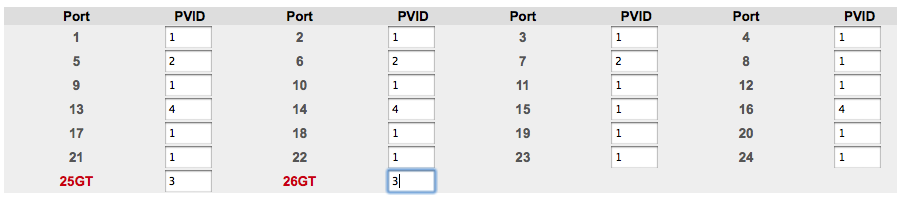 Port PVID Port PVID Port PVID Port PVID
1 1 2 1 3 1 4 1
5 2 6 2 7 2 8 1
9 1 10 1 11 1 12 1
13 4 14 4 15 1 16 4
17 1 18 1 19 1 20 1
21 1 22 1 23 1 24 1
25GT 3 26GT 3